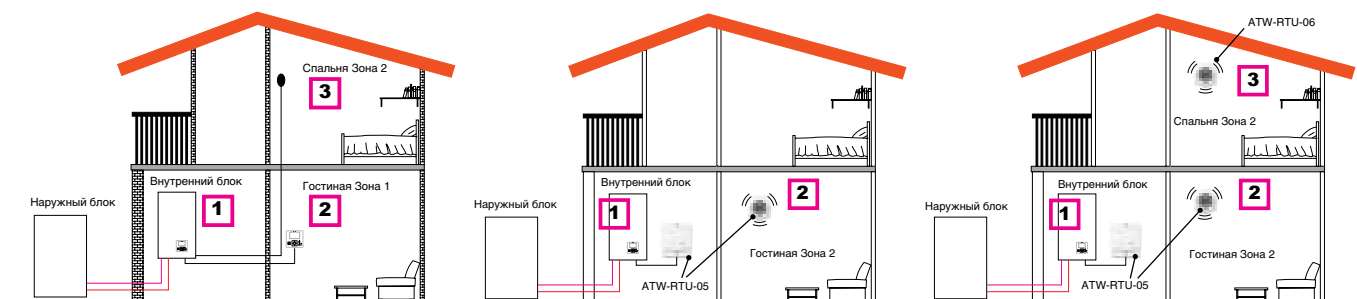 Спальня Зона 2
3
Внутренний блок
1
Гостиная Зона 1
2
Наружный блок
Внутренний блок
1
2
Наружный блок
Гостиная Зона 2
ATW-RTU-05
ATW-RTU-06
3
Спальня Зона 2
Внутренний блок
1
2
Наружный блок
Гостиная Зона 2
ATW-RTU-05